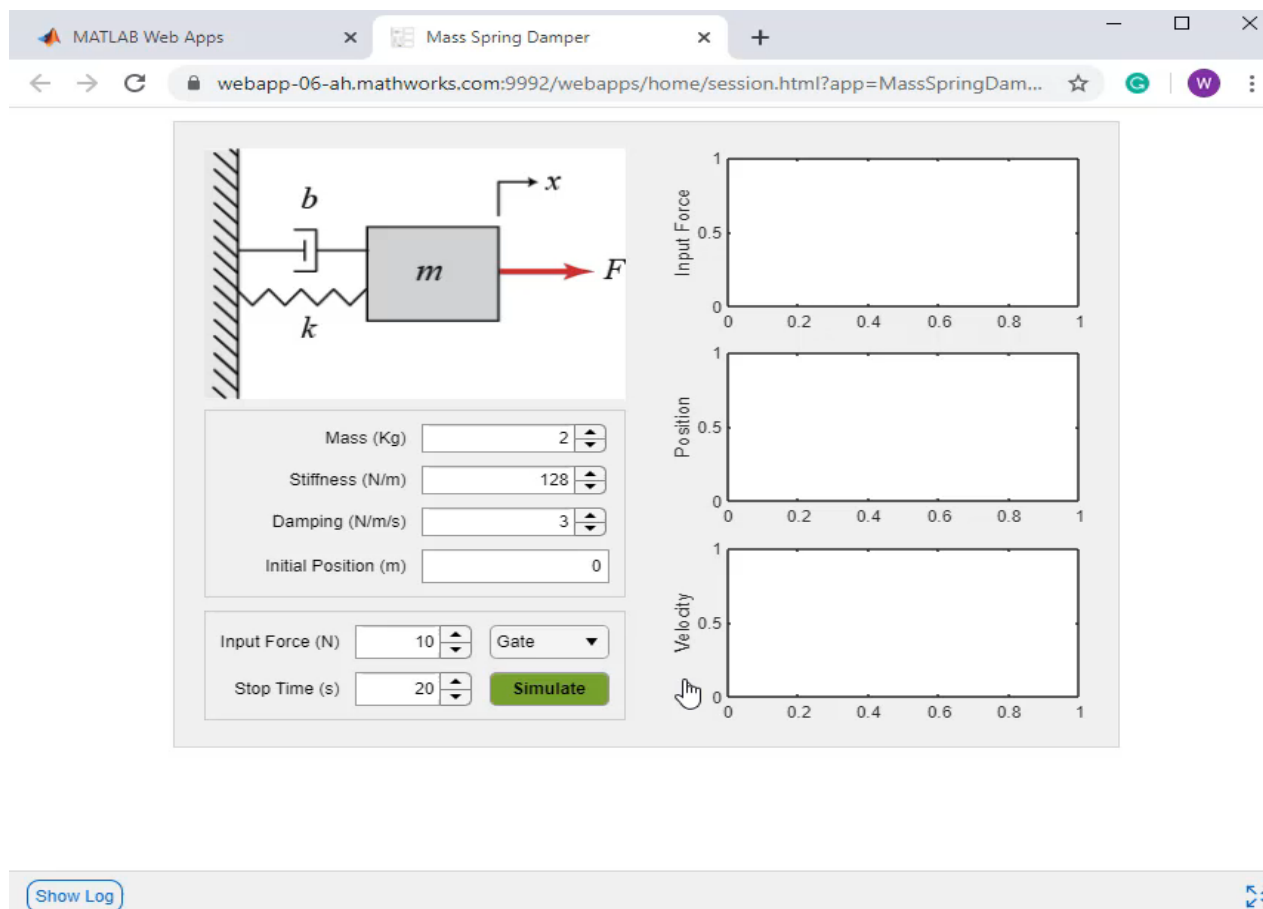 MATLAB Web Apps
Mass Spring Damper
webapp-06-ah.mathworks.com:9992/webapps/home/session.html?app=MassSpringDam...
G
W
b
x
m
F
k
Mass (Kg) 2
Stiffness (N/m) 128
Damping (N/m/s) 3
Initial Position (m) 0
Input Force (N) 10 Gate
Stop Time (s) 20 Simulate
Input Force
1
0.5
0
0 0.2 0.4 0.6 0.8 1
Position
1
0.5
0
0 0.2 0.4 0.6 0.8 1
Velocity
1
0.5
0
0 0.2 0.4 0.6 0.8 1
Show Log